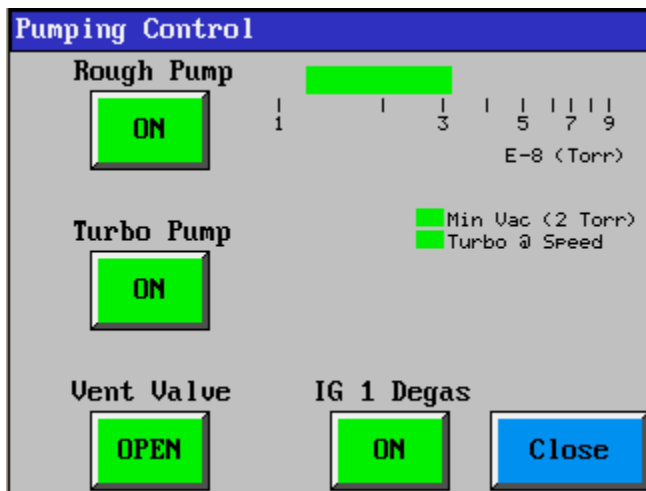 Pumping Control
Rough Pump
ON
1 3 5 7 9
E-8 (Torr)
Min Vac (2 Torr)
Turbo @ Speed
Turbo Pump
ON
Vent Valve
OPEN
IG 1 Degas
ON
Close